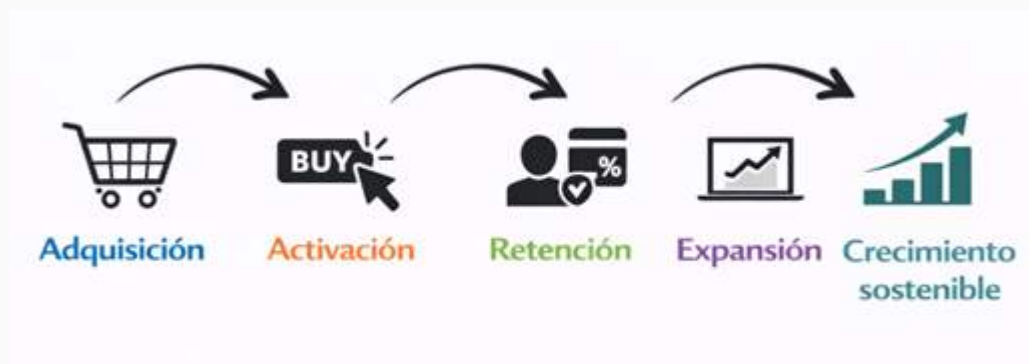 BUY
%
Adquisición
Activación
Retención
Expansión
Crecimiento
sostenible